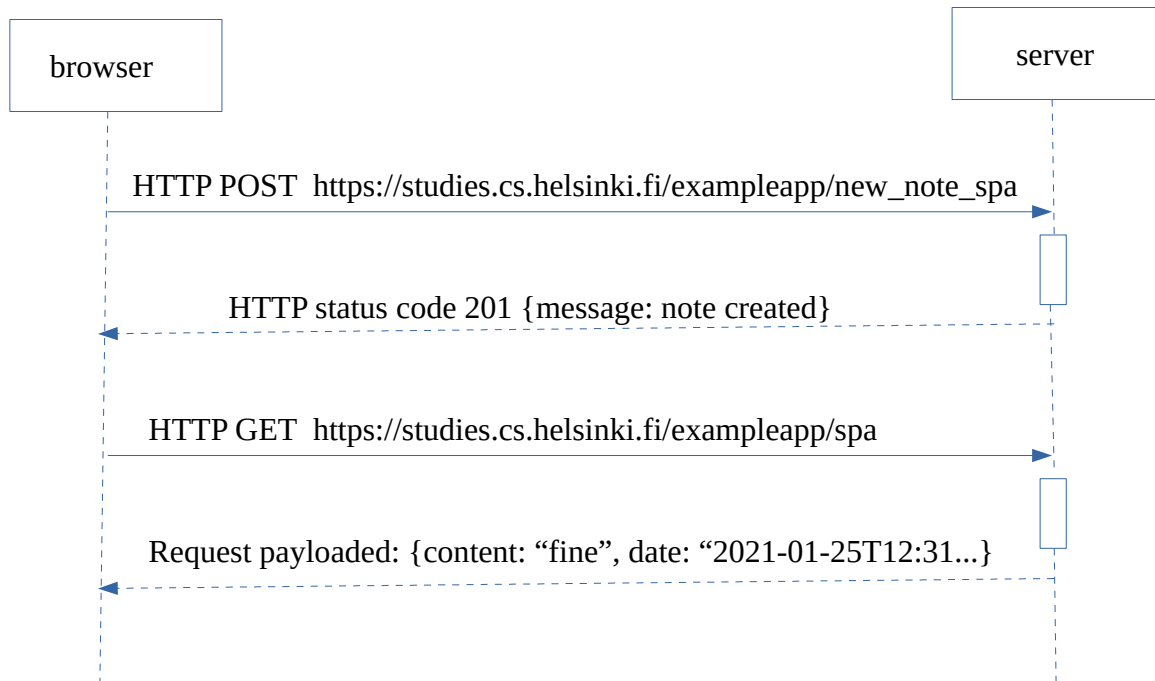 browser
server
HTTP POST  https://studies.cs.helsinki.fi/exampleapp/new_note_spa
HTTP status code 201 {message: note created}
HTTP GET  https://studies.cs.helsinki.fi/exampleapp/spa
Request payloaded: {content: “fine”, date: “2021-01-25T12:31...}